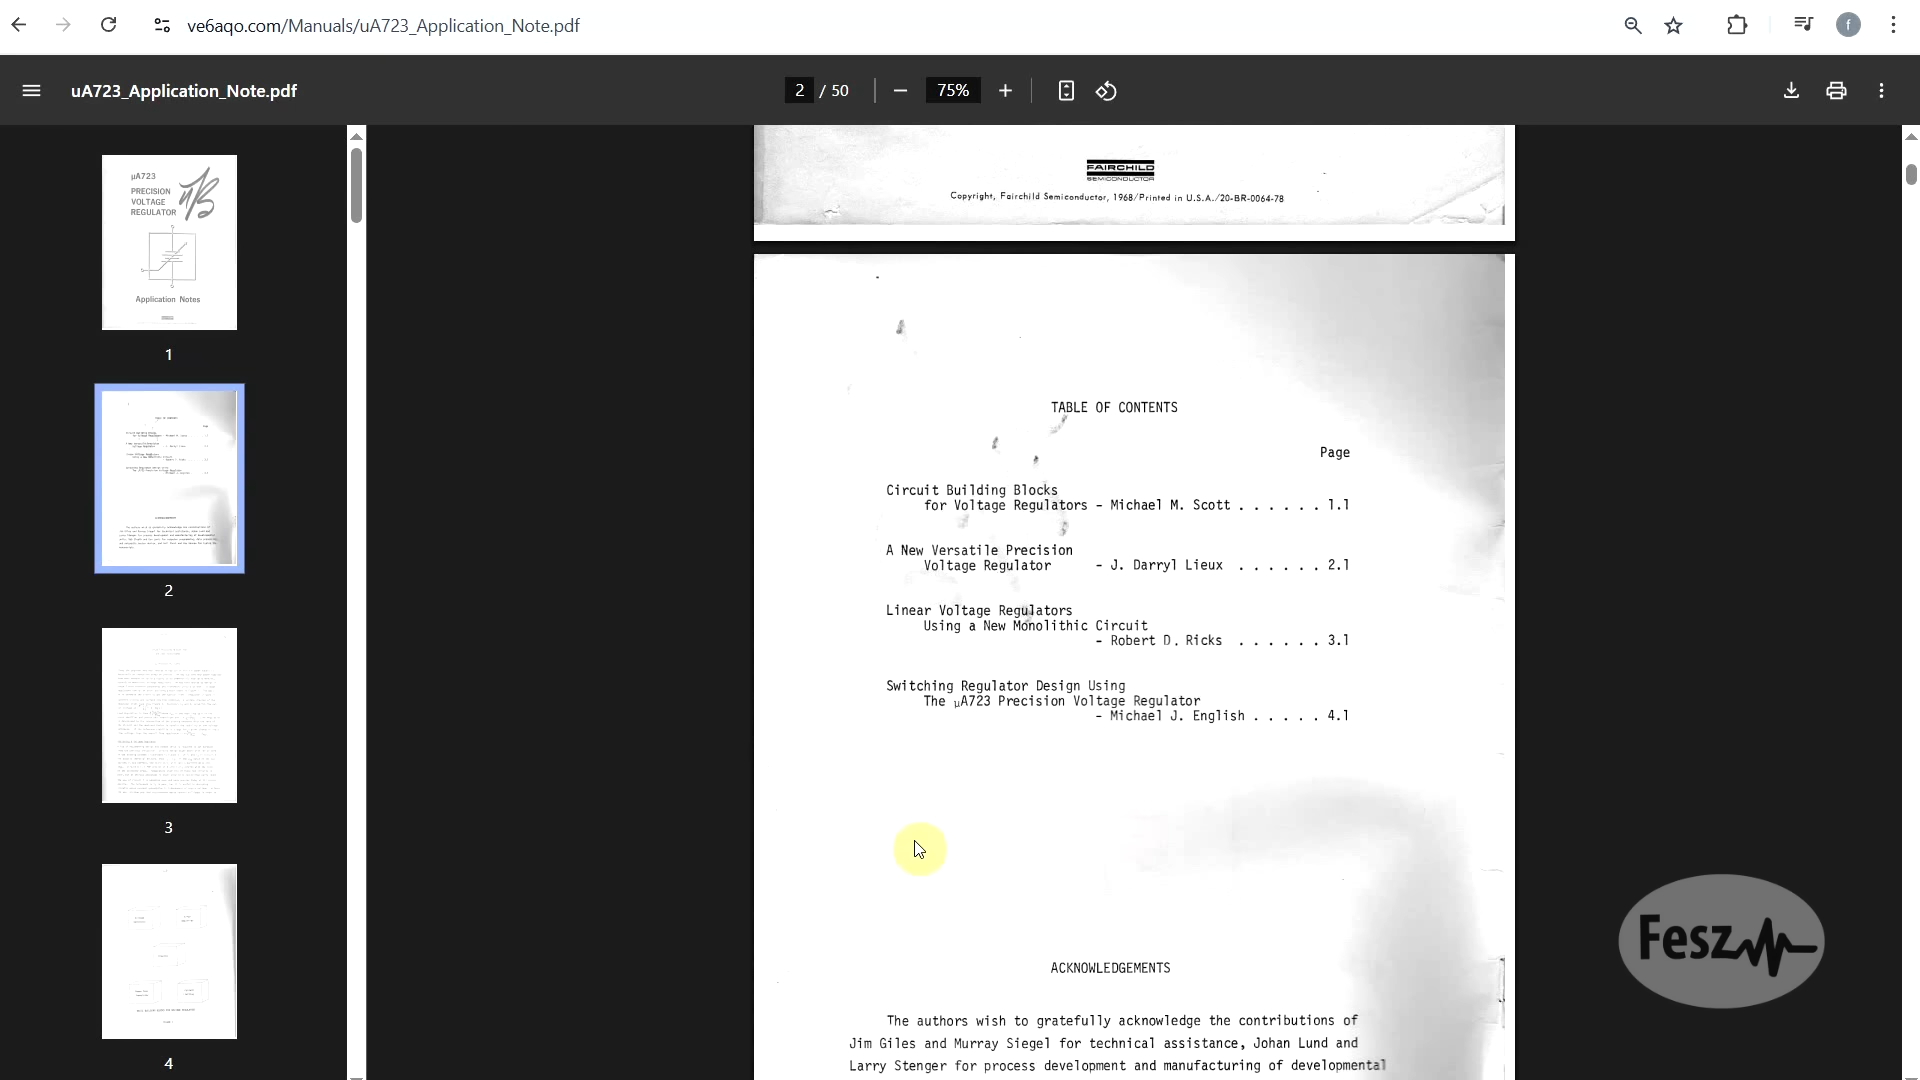 ve6aqo.com/Manuals/uA723_Application_Note.pdf
f
uA723_Application_Note.pdf
2 / 50
75%
µA723
PRECISION
VOLTAGE
REGULATOR
Application Notes
1
2
3
4
FAIRCHILD
SEMICONDUCTOR
Copyright, Fairchild Semiconductor, 1968/Printed in U.S.A./20-BR-0064-78
TABLE OF CONTENTS
Page
Circuit Building Blocks
for Voltage Regulators - Michael M. Scott . . . . . . 1.1
A New Versatile Precision
Voltage Regulator - J. Darryl Lieux . . . . . . 2.1
Linear Voltage Regulators
Using a New Monolithic Circuit
- Robert D. Ricks . . . . . . 3.1
Switching Regulator Design Using
The µA723 Precision Voltage Regulator
- Michael J. English . . . . . 4.1
ACKNOWLEDGEMENTS
The authors wish to gratefully acknowledge the contributions of
Jim Giles and Murray Siegel for technical assistance, Johan Lund and
Larry Stenger for process development and manufacturing of developmental
Fesz